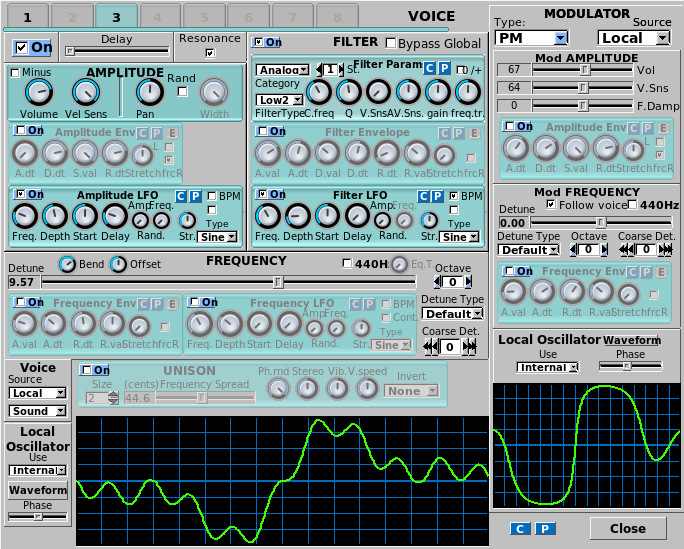 1 2 3 4 5 6 7 8 VOICE
On Delay Resonance
FILTER Bypass Global
On
Minus AMPLITUDE Rand
Volume Vel Sens Pan Width
Analog 1 St. Filter Param C P 0/+
Category
Low2
FilterType C.freq Q V.SnsA V.Sns. gain freq.tr.
On Amplitude Env C P E
A.dt D.dt S.val R.dt Stretch frcR
L
On Filter Envelope C P E
A.val A.dt D.val D.dt R.dt R.val Stretch frcR
On Amplitude LFO C P BPM
Amp. Freq.
Type
Freq. Depth Start Delay Rand. Str. Sine
On Filter LFO C P BPM
Amp. Freq.
Type
Freq. Depth Start Delay Rand. Str. Sine
Detune Bend Offset FREQUENCY 440Hz Eq.T. Octave
9.57
0
On Frequency Env C P E
A.val A.dt R.dt R.val Stretch frcR
On Frequency LFO C P BPM
Amp Freq. Cont.
Type
Freq. Depth Start Delay Rand. Str. Sine
Detune Type
Default
Coarse Det.
0
Voice
Source
Local
Sound
On UNISON
Size (cents) Frequency Spread Ph.rnd Stereo Vib. V.speed Invert
2 44.6 None
Local
Oscillator
Use
Internal
Waveform
Phase
MODULATOR
Type: Source
PM Local
Mod AMPLITUDE
67 Vol
64 V.Sns
0 F.Damp
On Amplitude Env C P E
A.dt D.dt S.val R.dt Stretch frcR
L
Mod FREQUENCY
Detune Follow voice 440Hz
0.00
Detune Type Octave Coarse Det.
Default 0 0
On Frequency Env C P E
A.val A.dt R.dt R.val Stretch frcR
Local Oscillator Waveform
Use Phase
Internal
C P Close